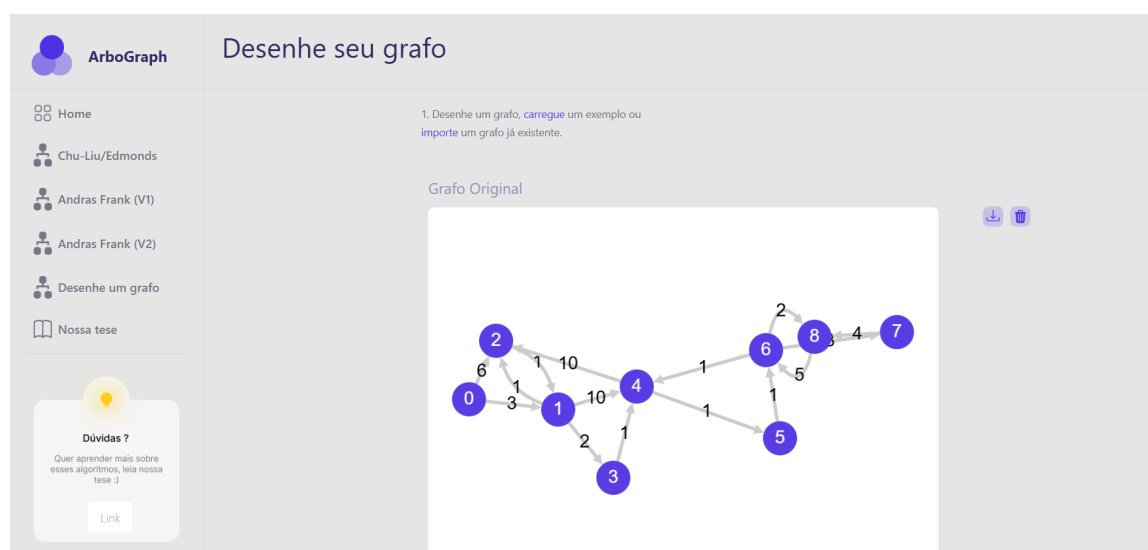 ArboGraph
Desenhe seu grafo
Home
Chu-Liu/Edmonds
Andras Frank (V1)
Andras Frank (V2)
Desenhe um grafo
Nossa tese
Dúvidas ?
Quer aprender mais sobre
esses algoritmos, leia nossa
tese :)
Link
1. Desenhe um grafo, carregue um exemplo ou
importe um grafo já existente.
Grafo Original
2
8
4
7
2
6
6
1
10
1
5
4
1
10
1
0
3
1
1
5
2
1
3